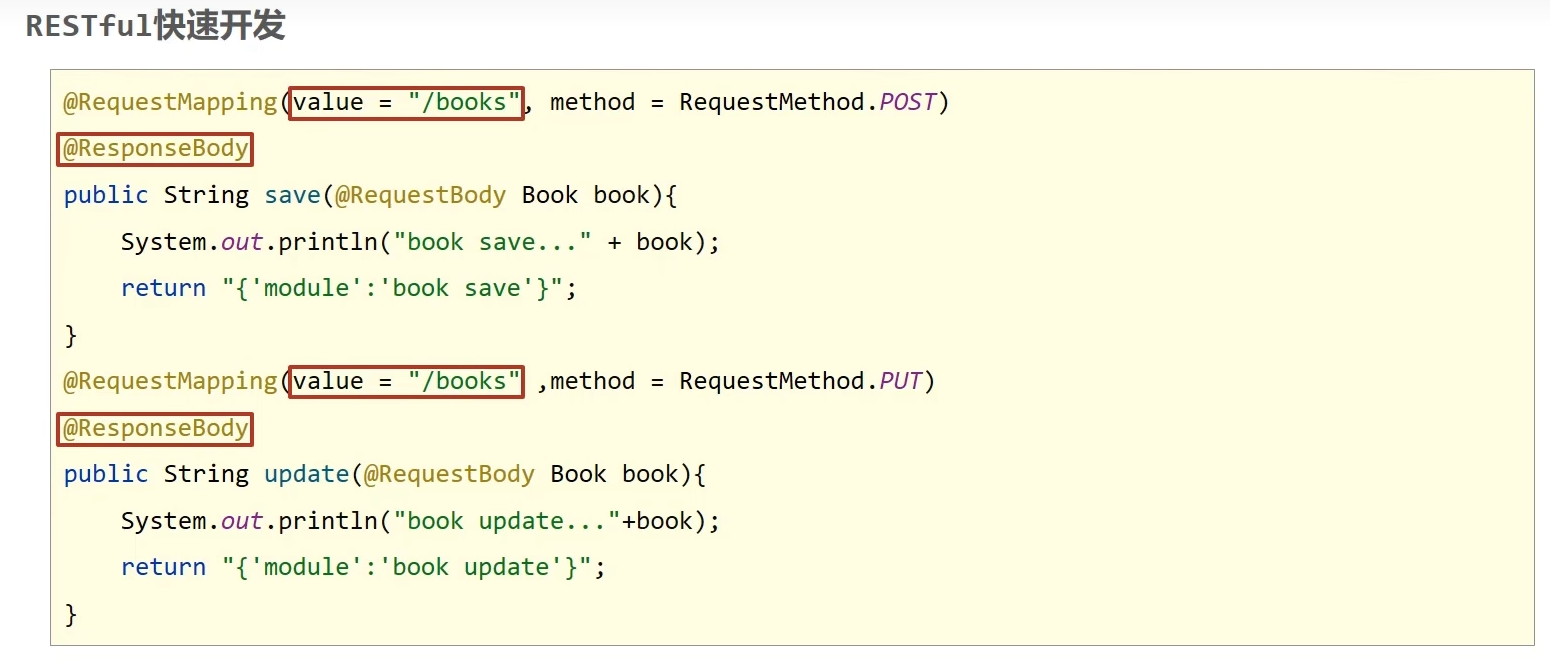 RESTful快速开发
@RequestMapping(value = "/books", method = RequestMethod.POST)
@ResponseBody
public String save(@RequestBody Book book){
    System.out.println("book save..." + book);
    return "{'module':'book save'}";
}
@RequestMapping(value = "/books" ,method = RequestMethod.PUT)
@ResponseBody
public String update(@RequestBody Book book){
    System.out.println("book update..."+book);
    return "{'module':'book update'}";
}